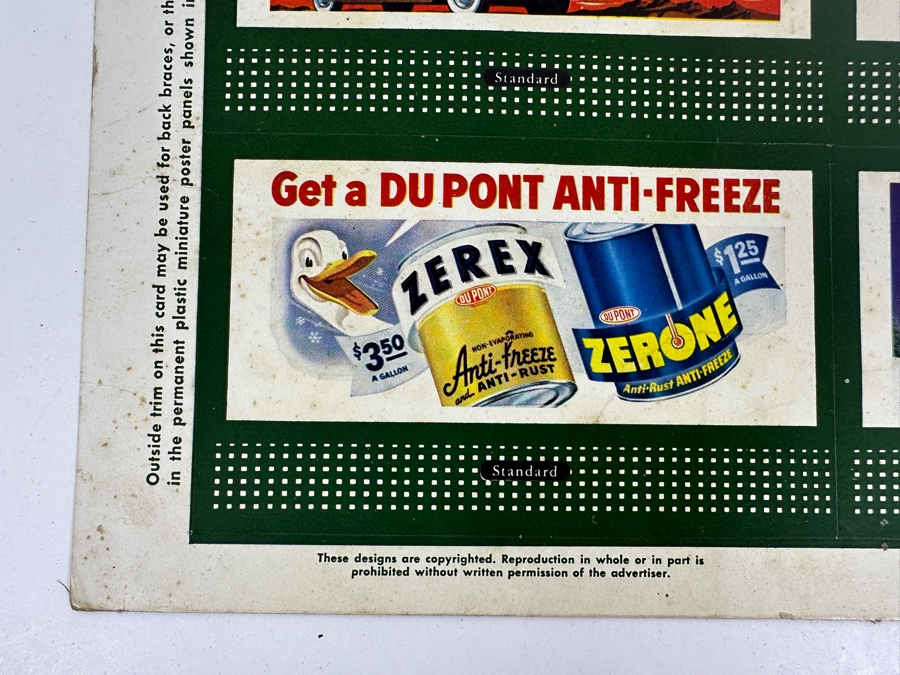 Outside trim on this card may be used for back braces, or th
in the permanent plastic miniature poster panels shown i
Standard
Get a DU PONT ANTI-FREEZE
ZEREX
DU PONT
$3.50
A GALLON
NON-EVAPORATING
Anti-freeze
and ANTI-RUST
$1.25
A GALLON
DU PONT
ZERONE
Anti-Rust ANTI-FREEZE
Standard
These designs are copyrighted. Reproduction in whole or in part is
prohibited without written permission of the advertiser.